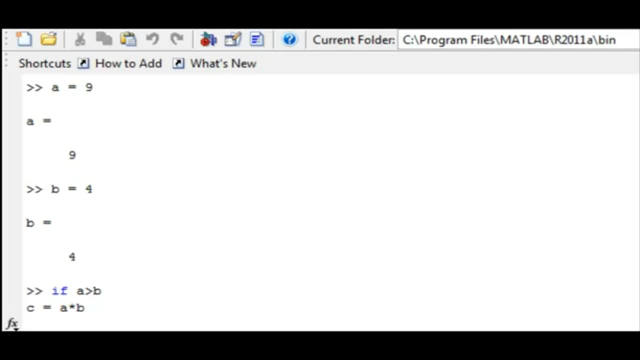 Current Folder: C:\Program Files\MATLAB\R2011a\bin
Shortcuts How to Add What's New
>> a = 9
a =
9
>> b = 4
b =
4
>> if a>b
c = a*b
fx